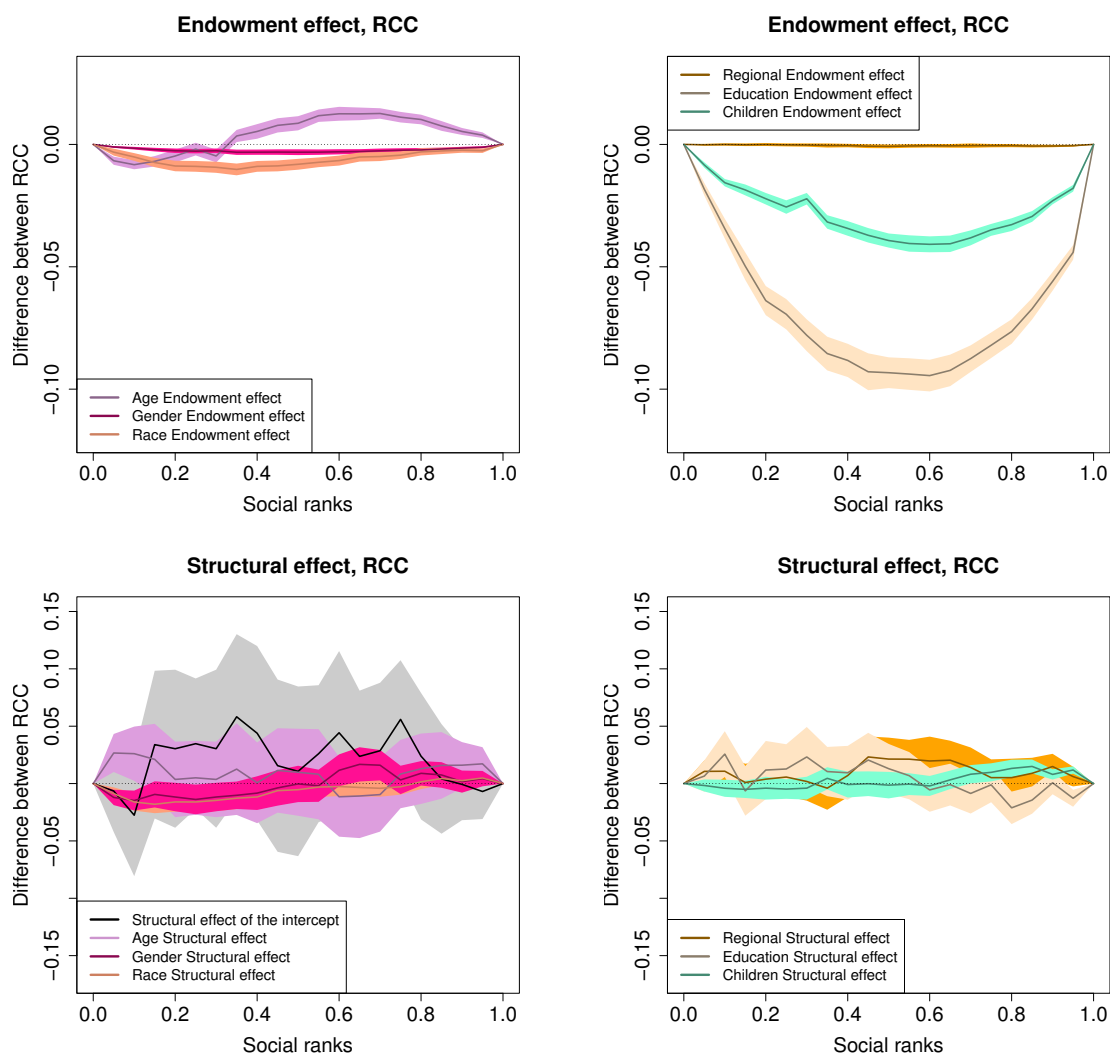 Endowment effect, RCC
Difference between RCC
0.00
−0.05
−0.10
Age Endowment effect
Gender Endowment effect
Race Endowment effect
0.0 0.2 0.4 0.6 0.8 1.0
Social ranks
Endowment effect, RCC
Difference between RCC
Regional Endowment effect
Education Endowment effect
Children Endowment effect
0.00
−0.05
−0.10
0.0 0.2 0.4 0.6 0.8 1.0
Social ranks
Structural effect, RCC
Difference between RCC
0.15
0.10
0.05
0.00
−0.05
−0.15
Structural effect of the intercept
Age Structural effect
Gender Structural effect
Race Structural effect
0.0 0.2 0.4 0.6 0.8 1.0
Social ranks
Structural effect, RCC
Difference between RCC
0.15
0.10
0.05
0.00
−0.05
−0.15
Regional Structural effect
Education Structural effect
Children Structural effect
0.0 0.2 0.4 0.6 0.8 1.0
Social ranks